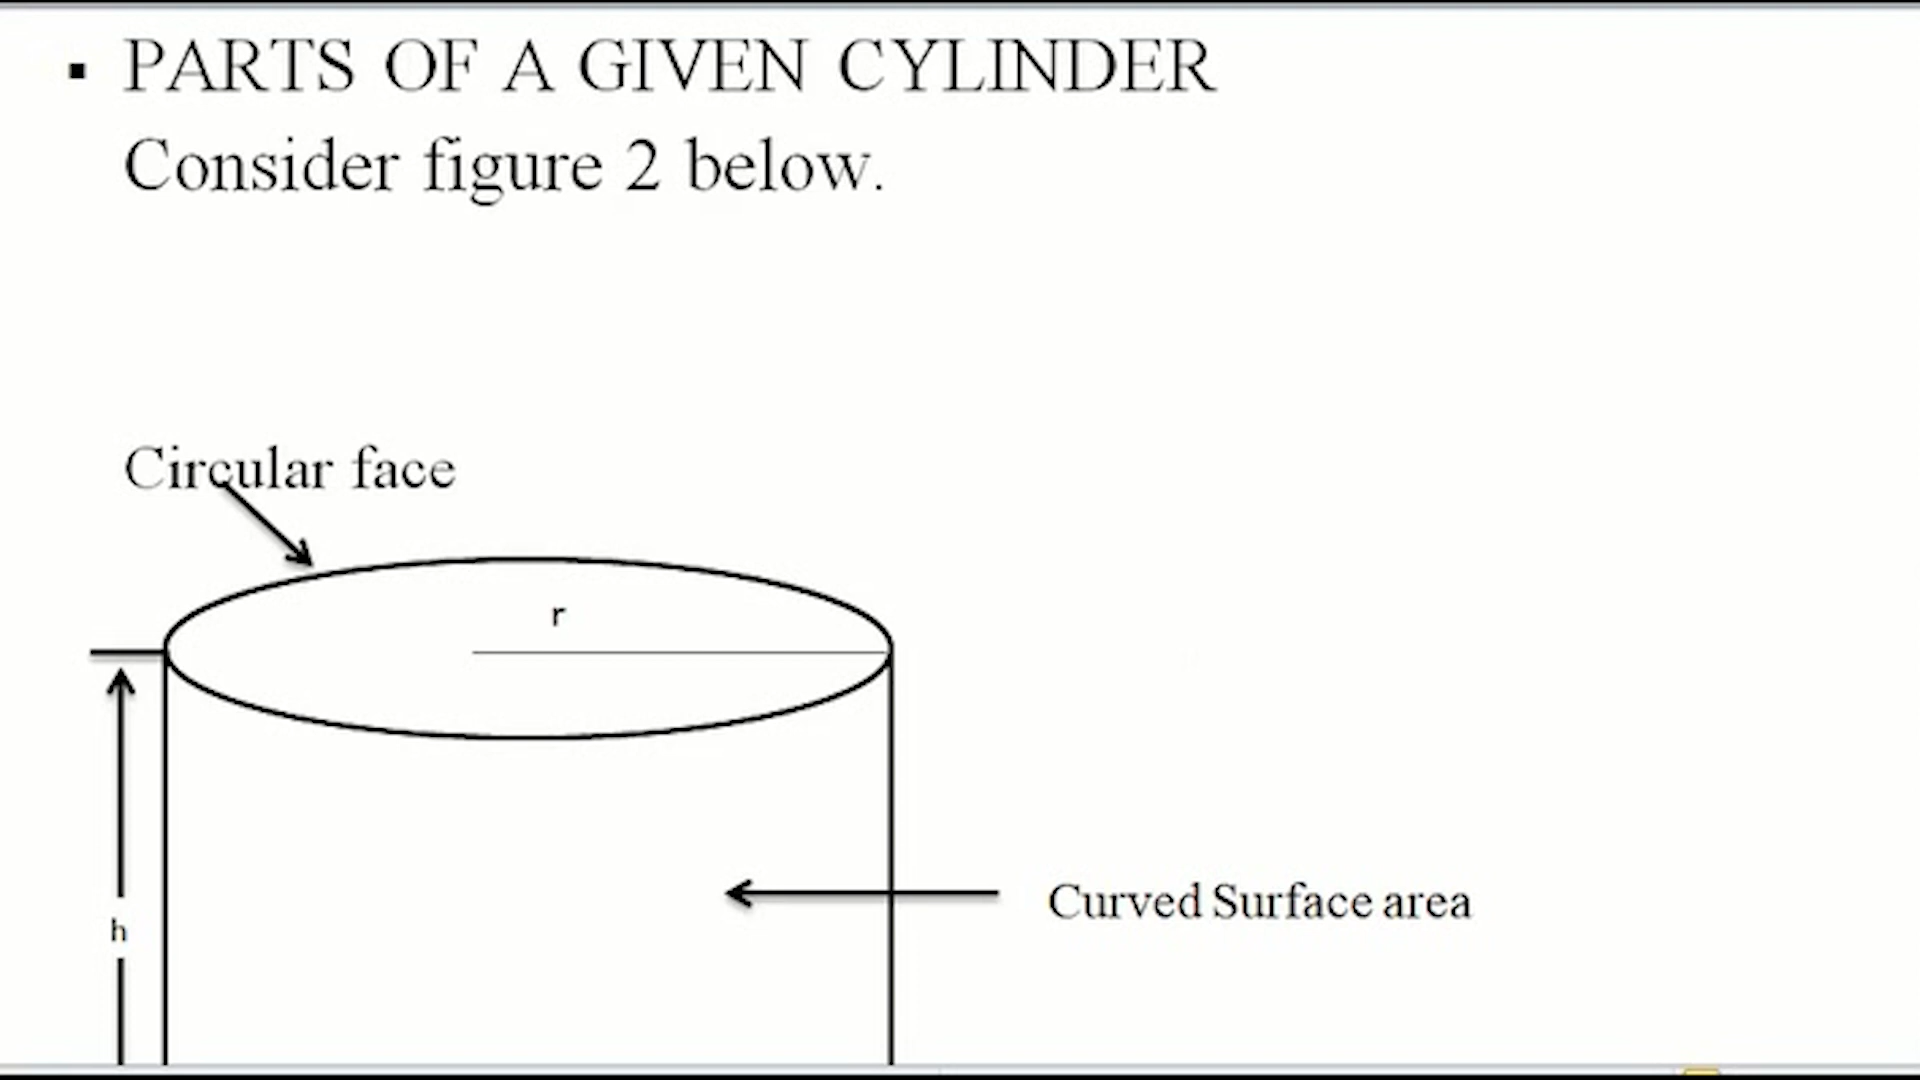 ▪ PARTS OF A GIVEN CYLINDER
Consider figure 2 below.
Circular face
r
h
Curved Surface area